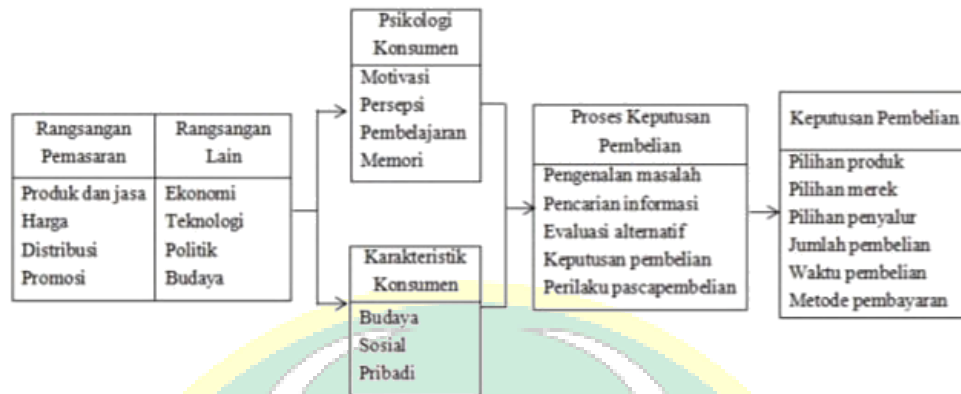 Rangsangan
Pemasaran
Produk dan jasa
Harga
Distribusi
Promosi
Rangsangan
Lain
Ekonomi
Teknologi
Politik
Budaya
Psikologi
Konsumen
Motivasi
Persepsi
Pembelajaran
Memori
Karakteristik
Konsumen
Budaya
Sosial
Pribadi
Proses Keputusan
Pembelian
Pengenalan masalah
Pencarian informasi
Evaluasi alternatif
Keputusan pembelian
Perilaku pascapembelian
Keputusan Pembelian
Pilihan produk
Pilihan merek
Pilihan penyalur
Jumlah pembelian
Waktu pembelian
Metode pembayaran